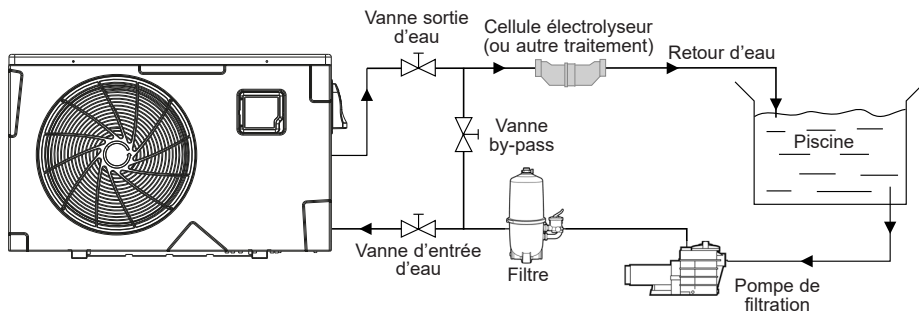 Vanne sortie
d'eau
Cellule électrolyseur
(ou autre traitement)
Retour d'eau
Vanne
by-pass
Piscine
Vanne d'entrée
d'eau
Filtre
Pompe de
filtration